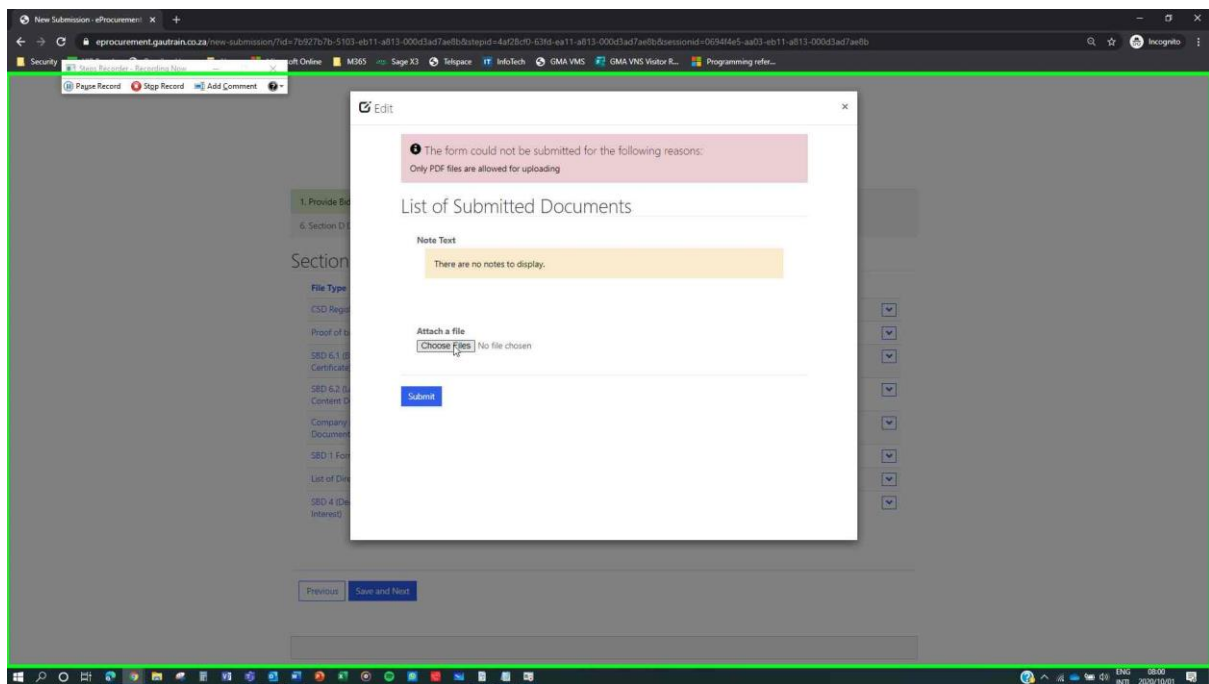 New Submission - eProcurement
eprocurement.gautrain.co.za/new-submission/?id=7b927b7b-5103-eb11-a813-000d3ad7ae0b&stepid=4af28cf0-63fd-ea11-a813-000d3ad7ae0b&sessionid=0694f4e5-aa03-eb11-a813-000d3ad7ae0b
Incognito
Security
oft Online M365 Sage X3 Telspace InfoTech GMA VMS GMA VNS Visitor R... Programming refer...
Steps Recorder - Recording Now
Pause Record Stop Record Add Comment
Edit
The form could not be submitted for the following reasons:
Only PDF files are allowed for uploading
1. Provide Bid
List of Submitted Documents
6. Section D
Note Text
There are no notes to display.
Section
File Type
CSD Regis
Attach a file
Proof of b
Choose Files No file chosen
SBD 6.1
Certificate
SBD 6.2
Content D
Submit
Company
Document
SBD 1 For
List of Dire
SBD 4 (De
Interest)
Previous Save and Next
ENG 08:00
INTL 2020/10/01